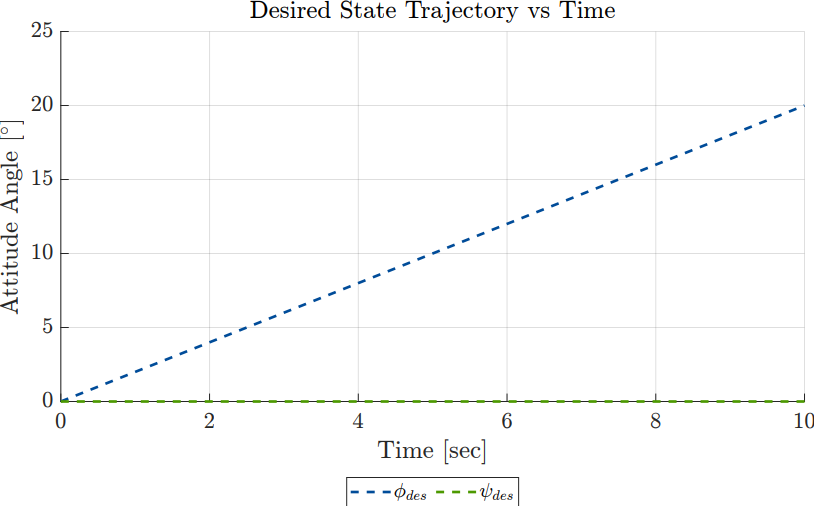 Desired State Trajectory vs Time
25
20
15
10
5
0
Attitude Angle [°]
0 2 4 6 8 10
Time [sec]
ϕdes ψdes